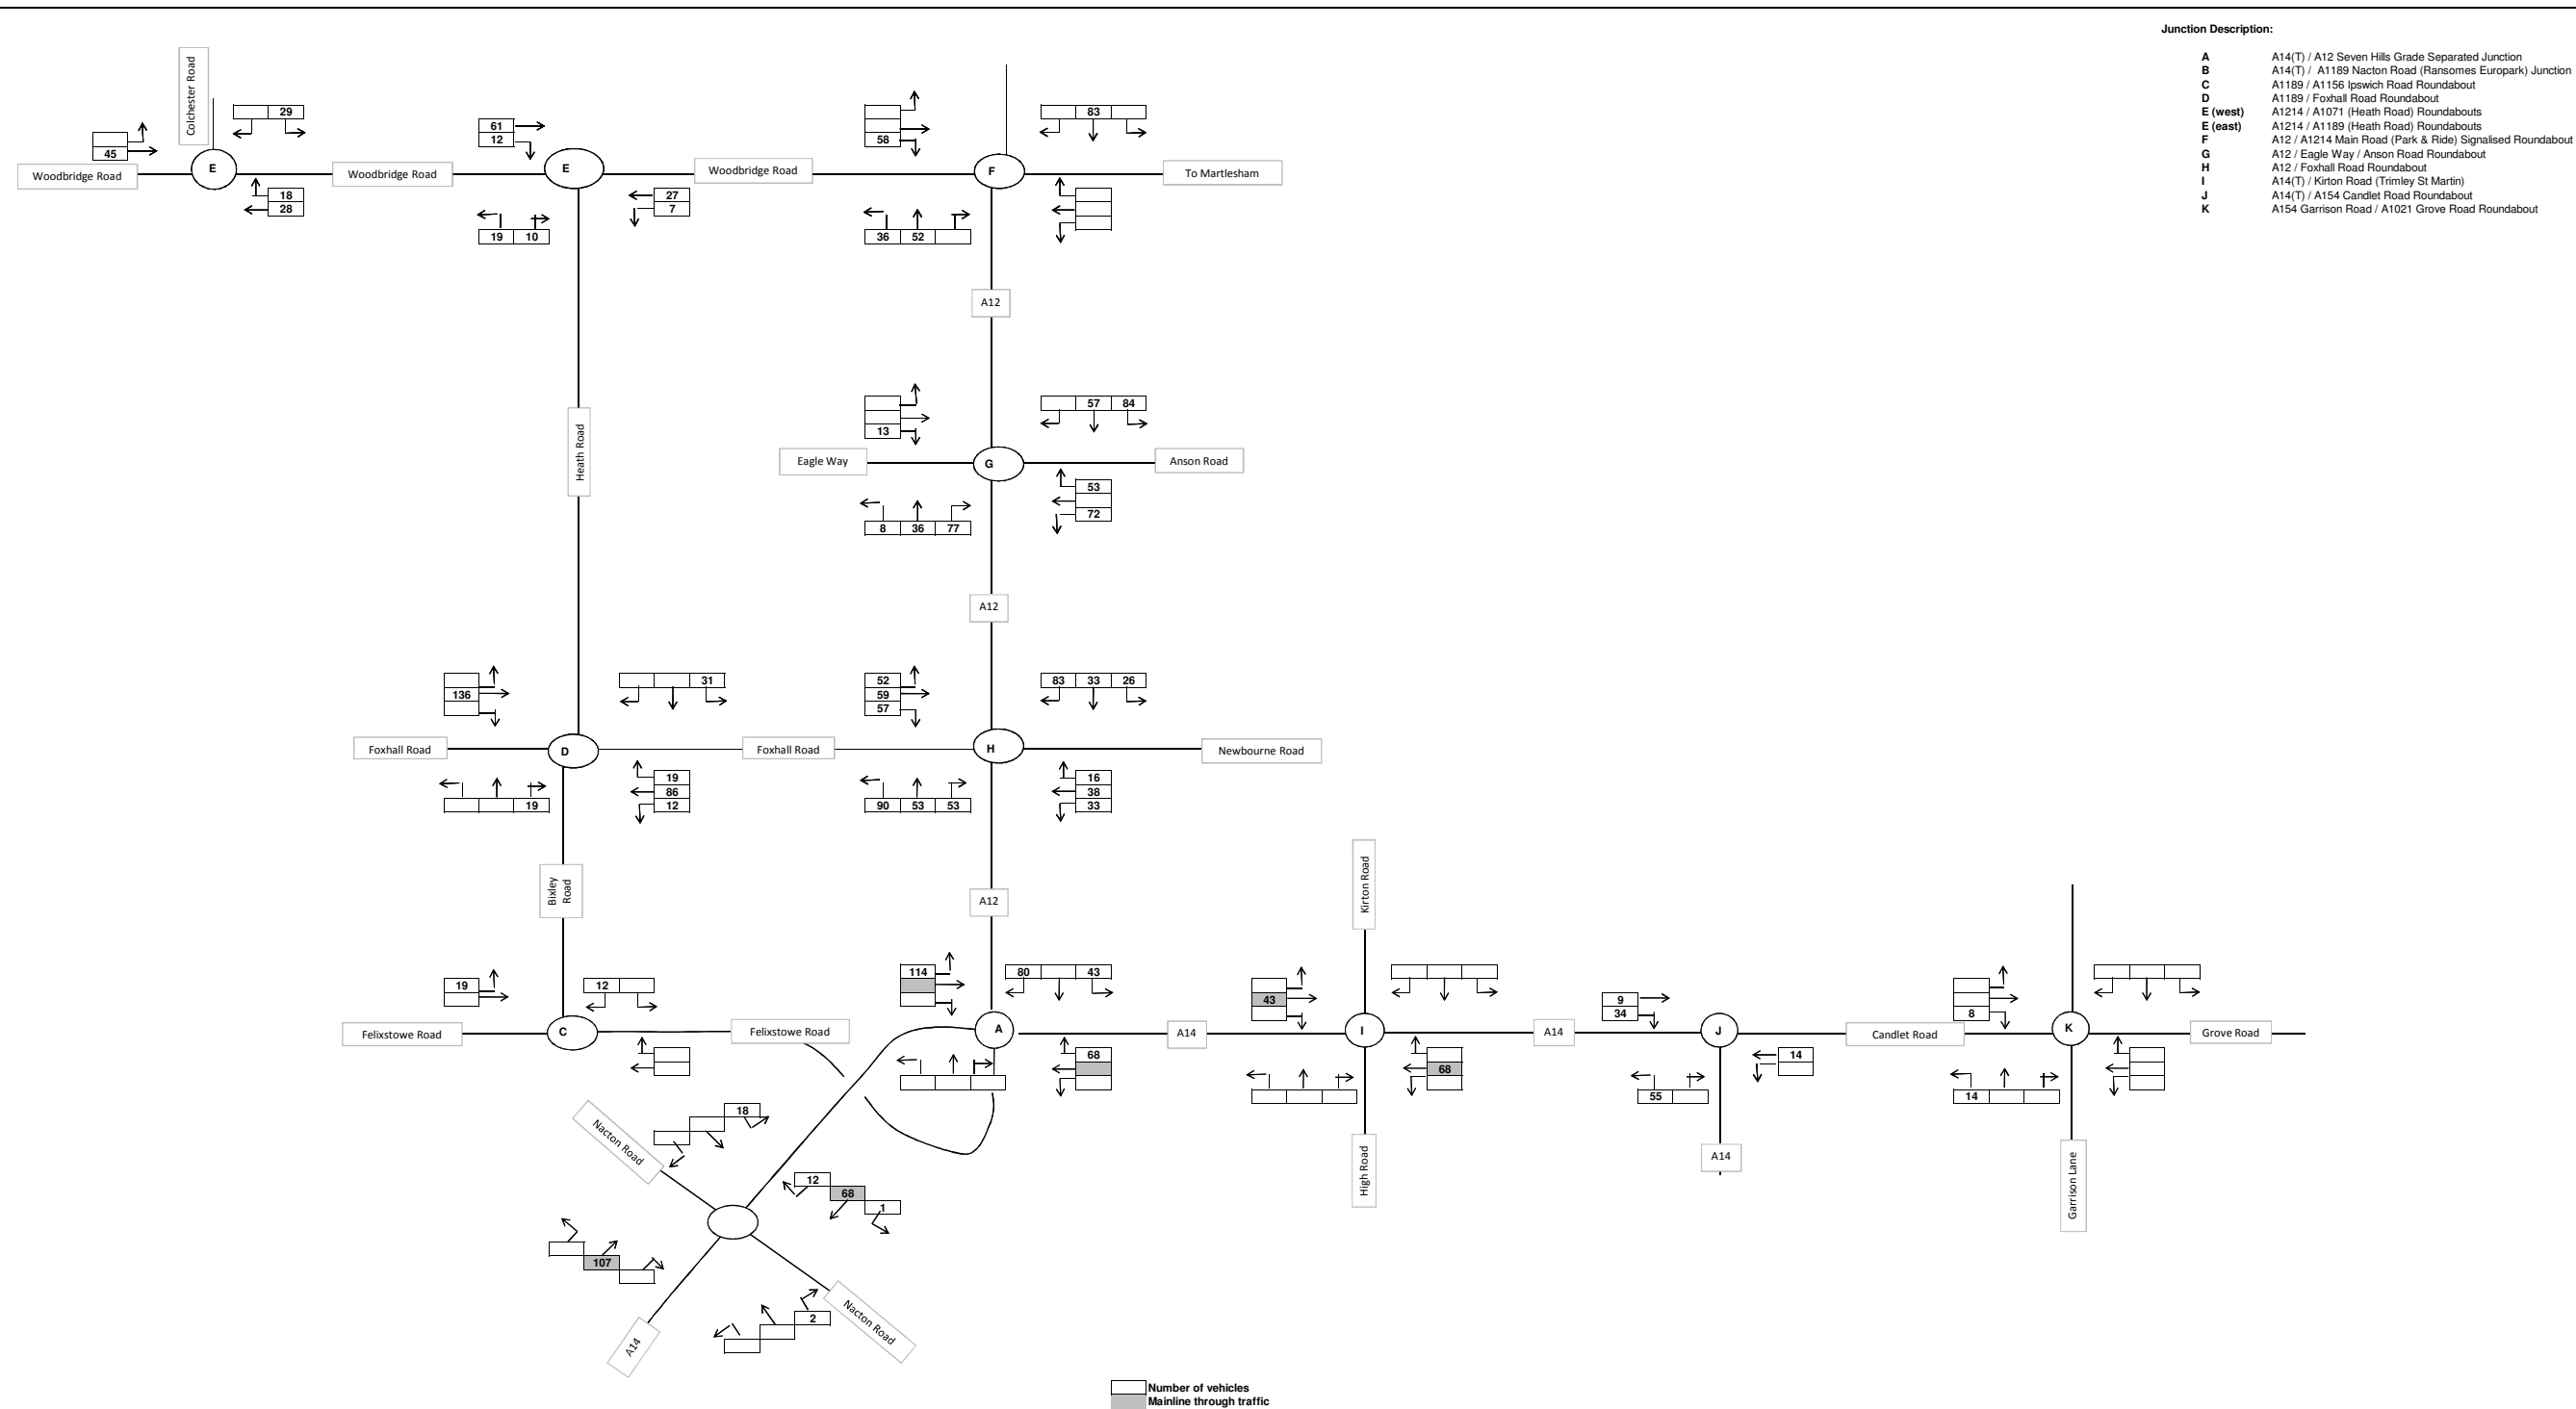 Junction Description:
A A14(T) / A12 Seven Hills Grade Separated Junction
B A14(T) / A1189 Nacton Road (Ransomes Europark) Junction
C A1189 / A1156 Ipswich Road Roundabout
D A1189 / Foxhall Road Roundabout
E (west) A1214 / A1071 (Heath Road) Roundabouts
E (east) A1214 / A1189 (Heath Road) Roundabouts
F A12 / A1214 Main Road (Park & Ride) Signalised Roundabout
G A12 / Eagle Way / Anson Road Roundabout
H A12 / Foxhall Road Roundabout
I A14(T) / Kirton Road (Trimley St Martin)
J A14(T) / A154 Candlet Road Roundabout
K A154 Garrison Road / A1021 Grove Road Roundabout
Colchester Road
29
45
61
12
58
83
Woodbridge Road
E
Woodbridge Road
E
Woodbridge Road
F
To Martlesham
18
28
27
7
19 10
36 52
A12
Heath Road
13
57 84
Eagle Way
G
Anson Road
53
72
8 36 77
A12
136
31
52
59
57
83 33 26
Foxhall Road
D
Foxhall Road
H
Newbourne Road
19
86
12
16
38
33
19
90 53 53
Bixley
Road
A12
Kirton Road
19
12
114
80 43
43
9
34
8
Felixstowe Road
C
Felixstowe Road
A
A14
I
A14
J
Candlet Road
K
Grove Road
68
68
14
55
14
Nacton Road
18
12
68
1
High Road
A14
Garrison Lane
107
2
Nacton Road
A14
Number of vehicles
Mainline through traffic